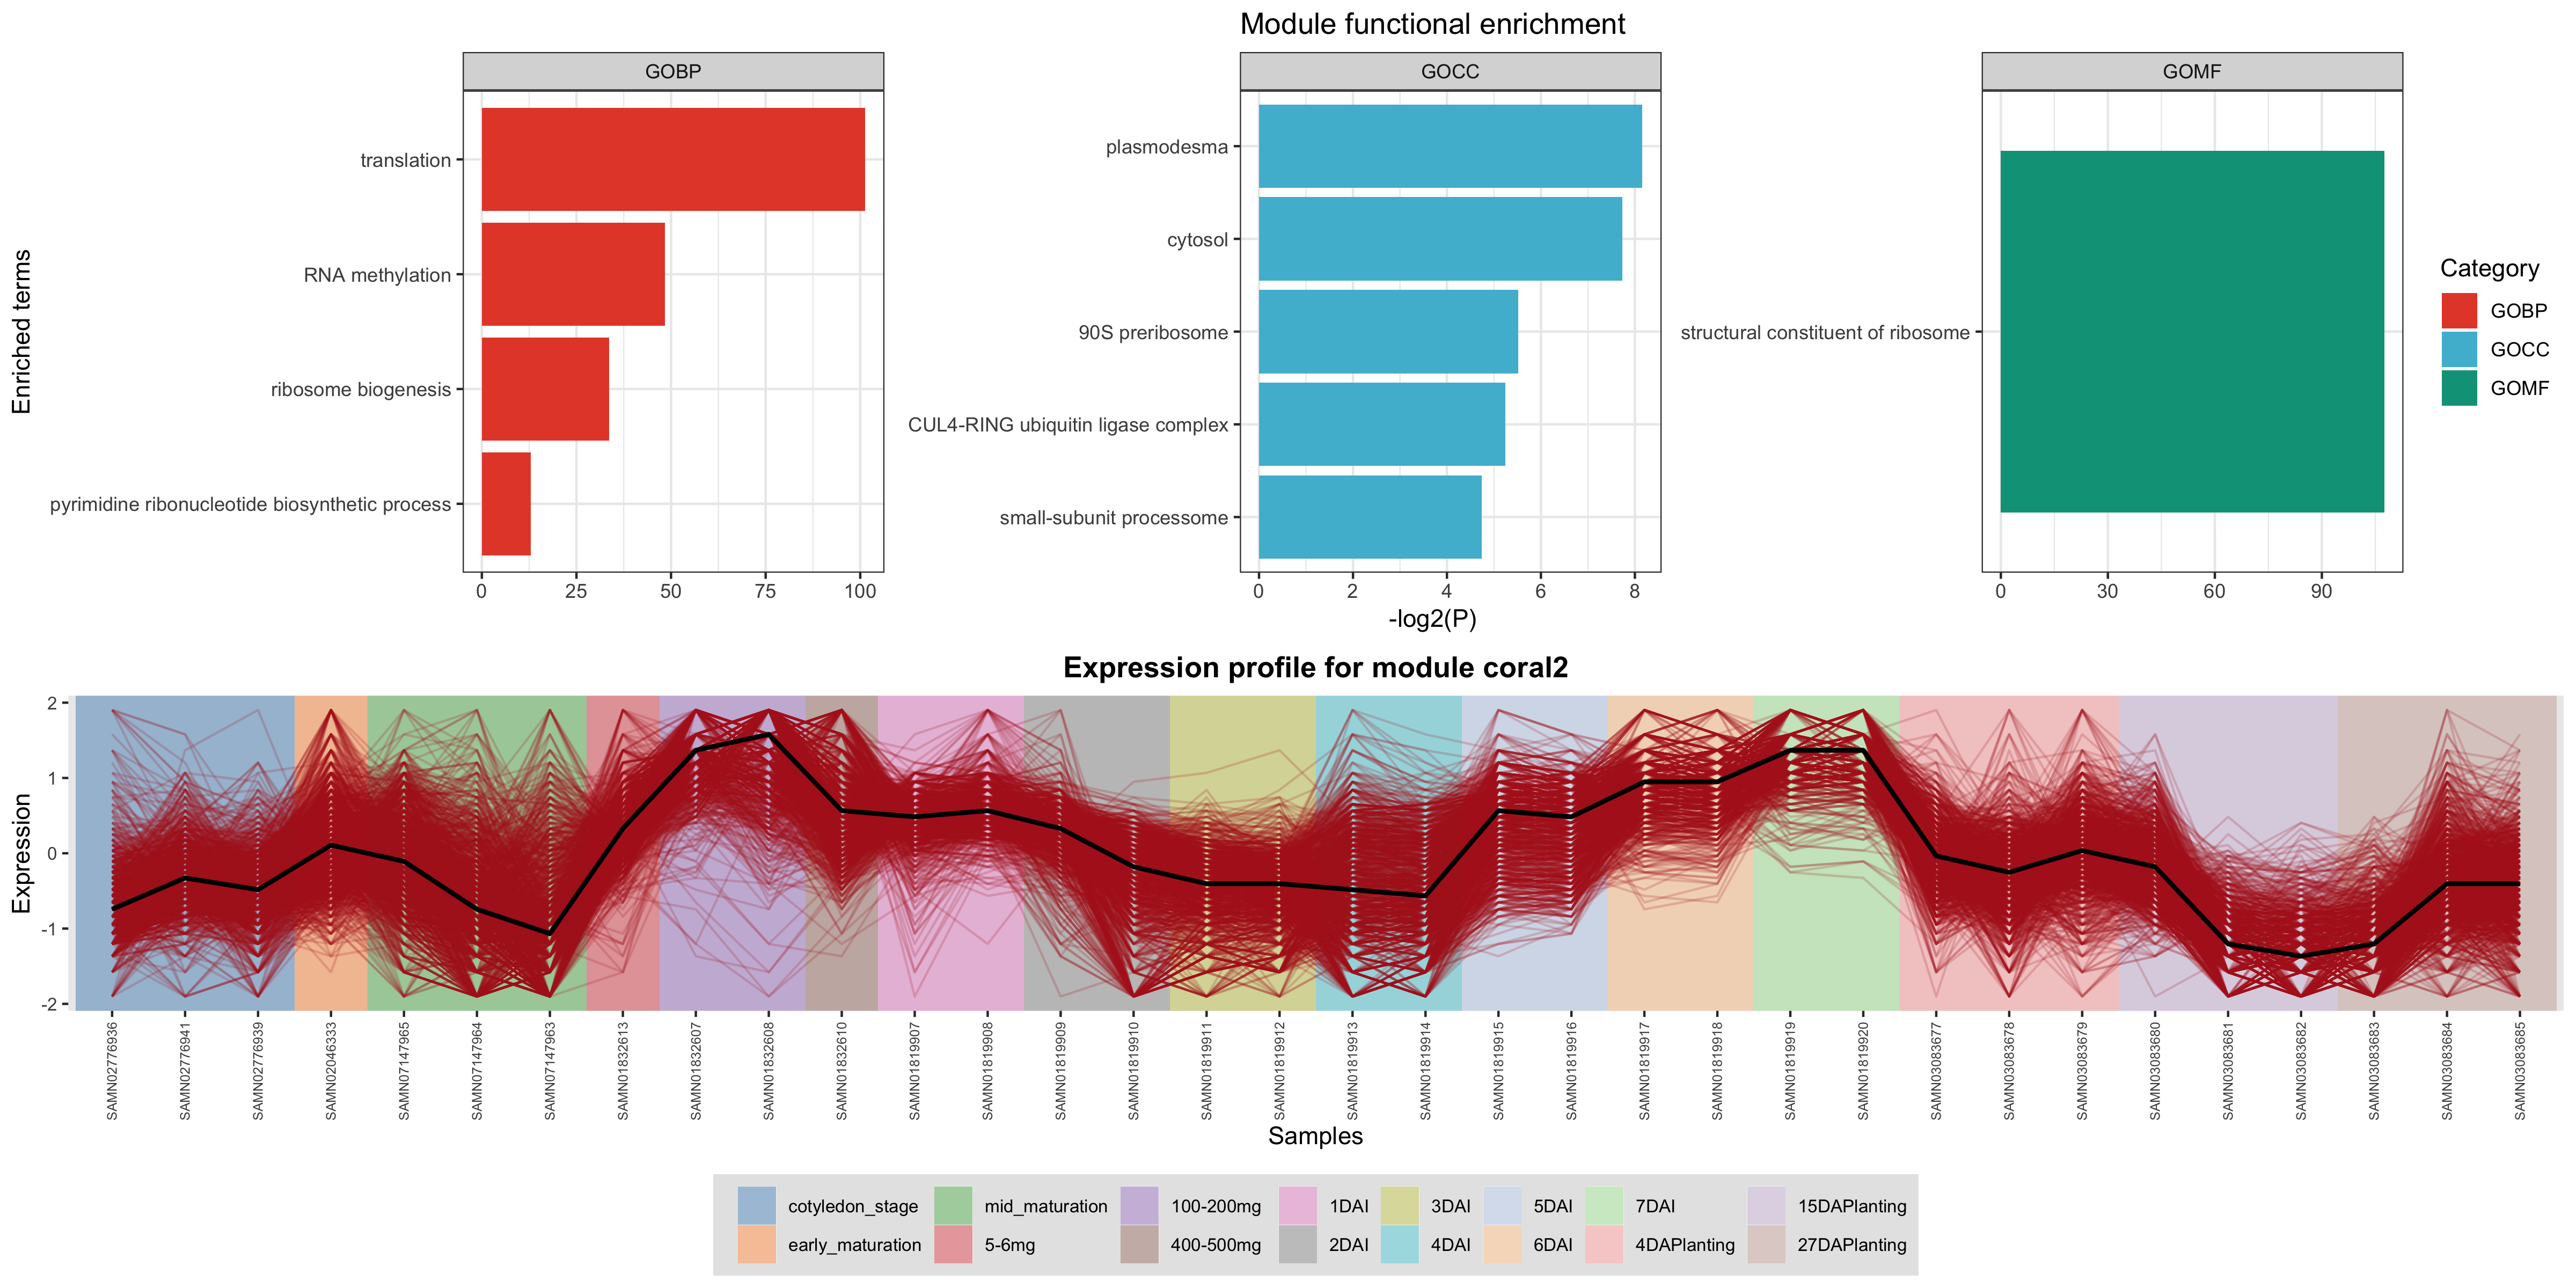 Module functional enrichment
GOBP
GOCC
GOMF
Enriched terms
translation
RNA methylation
ribosome biogenesis
pyrimidine ribonucleotide biosynthetic process
0 25 50 75 100
plasmodesma
cytosol
90S preribosome
CUL4-RING ubiquitin ligase complex
small-subunit processome
0 2 4 6 8
structural constituent of ribosome
0 30 60 90
-log2(P)
Category
GOBP
GOCC
GOMF
Expression profile for module coral2
Expression
2
1
0
-1
-2
SAMN02776936
SAMN02776941
SAMN02776939
SAMN02046333
SAMN07147965
SAMN07147964
SAMN07147963
SAMN01832613
SAMN01832607
SAMN01832608
SAMN01832610
SAMN01819907
SAMN01819908
SAMN01819909
SAMN01819910
SAMN01819911
SAMN01819912
SAMN01819913
SAMN01819914
SAMN01819915
SAMN01819916
SAMN01819917
SAMN01819918
SAMN01819919
SAMN01819920
SAMN03083677
SAMN03083678
SAMN03083679
SAMN03083680
SAMN03083681
SAMN03083682
SAMN03083683
SAMN03083684
SAMN03083685
Samples
cotyledon_stage mid_maturation 100-200mg 1DAI 3DAI 5DAI 7DAI 15DAPlanting
early_maturation 5-6mg 400-500mg 2DAI 4DAI 6DAI 4DAPlanting 27DAPlanting